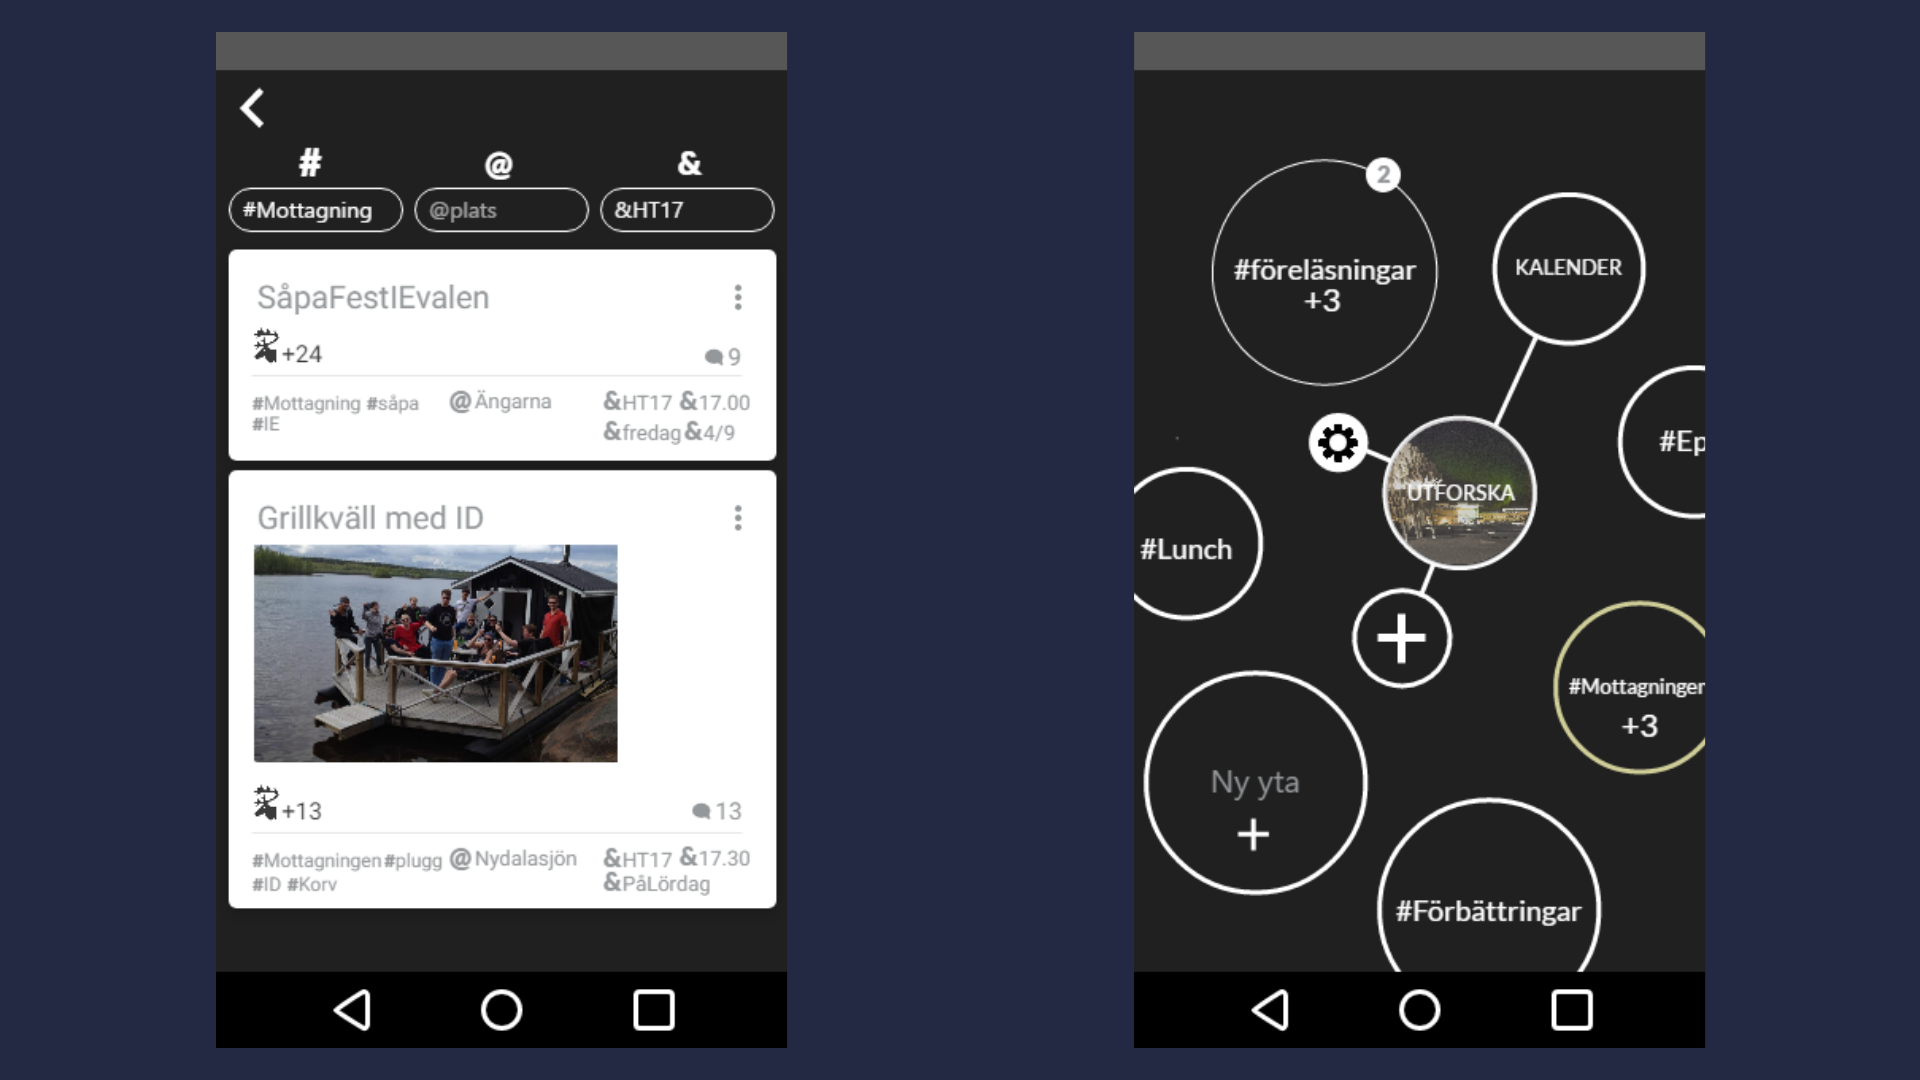 # @ &
#Mottagning @plats &HT17
SåpaFestIEvalen
+24 9
#Mottagning #såpa @Ängarna &HT17 &17.00
#IE &fredag &4/9
Grillkväll med ID
+13 13
#Mottagningen #plugg @Nydalasjön &HT17 &17.30
#ID #Korv &PåLördag
2
#föreläsningar
+3
KALENDER
#Ep
UTFORSKA
#Lunch
+
#Mottagningen
+3
Ny yta
+
#Förbättringar